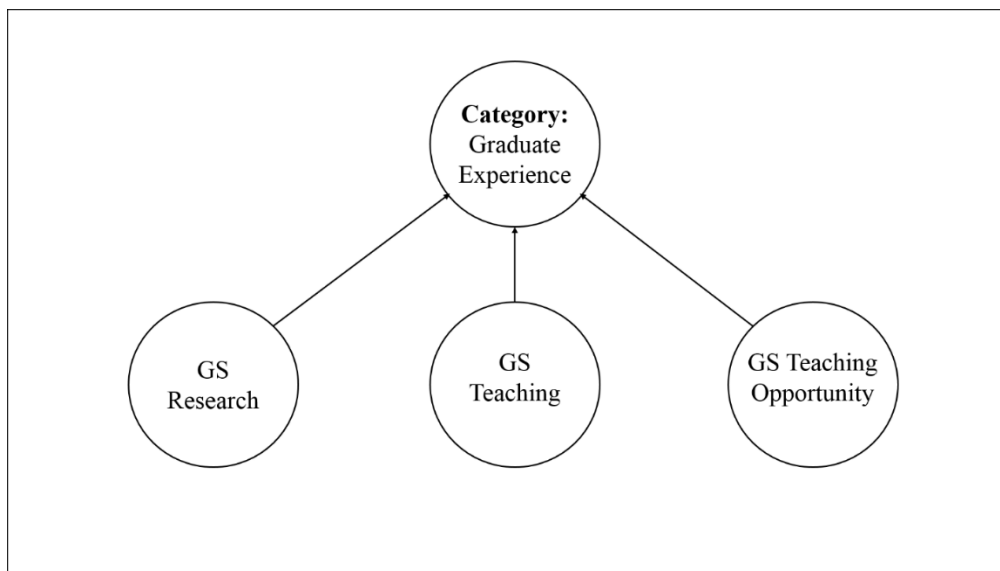 Category:
Graduate
Experience
GS
Research
GS
Teaching
GS Teaching
Opportunity